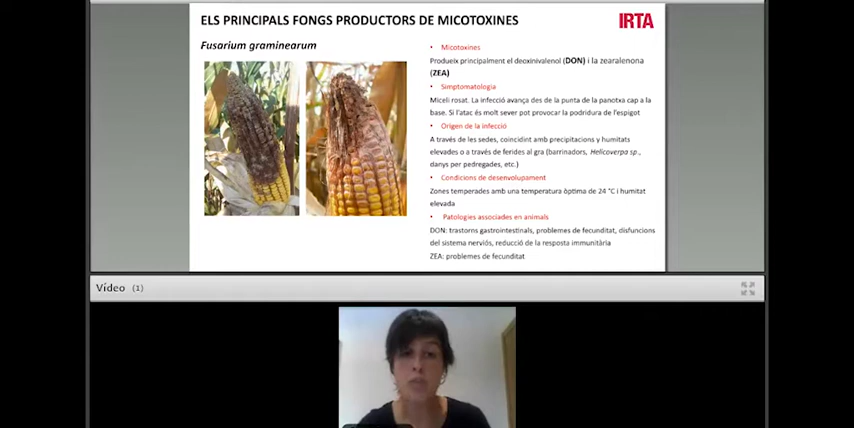 ELS PRINCIPALS FONGS PRODUCTORS DE MICOTOXINES
IRTA
Fusarium graminearum
• Micotoxines
Produeix principalment el deoxinivalenol (DON) i la zearalenona
(ZEA)
• Simptomatologia
Miceli rosat. La infecció avança des de la punta de la panotxa cap a la
base. Si l'atac és molt sever pot provocar la podridura de l'espigot
• Origen de la infecció
A través de les sedes, coincidint amb precipitacions y humitats
elevades o a través de ferides al gra (barrinadors, Helicoverpa sp.,
danys per pedregades, etc.)
• Condicions de desenvolupament
Zones temperades amb una temperatura òptima de 24 °C i humitat
elevada
• Patologies associades en animals
DON: trastorns gastrointestinals, problemes de fecunditat, disfuncions
del sistema nerviós, reducció de la resposta immunitària
ZEA: problemes de fecunditat
Vídeo (1)